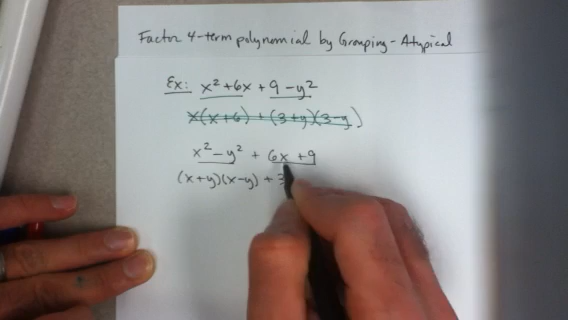 Factor 4-term polynomial by Grouping - Atypical
Ex: x² + 6x + 9 - y²
x(x+6) + (3+y)(3-y)
x² - y² + 6x + 9
(x+y)(x-y) + 3